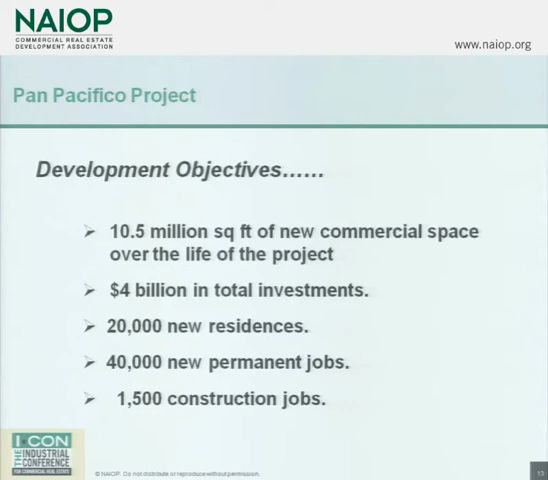 NAIOP
COMMERCIAL REAL ESTATE
DEVELOPMENT ASSOCIATION
www.naiop.org
Pan Pacifico Project
Development Objectives......
➢ 10.5 million sq ft of new commercial space
over the life of the project
➢ $4 billion in total investments.
➢ 20,000 new residences.
➢ 40,000 new permanent jobs.
➢ 1,500 construction jobs.
I.CON
THE INDUSTRIAL
CONFERENCE
FOR COMMERCIAL REAL ESTATE
© NAIOP. Do not distribute or reproduce without permission.
13